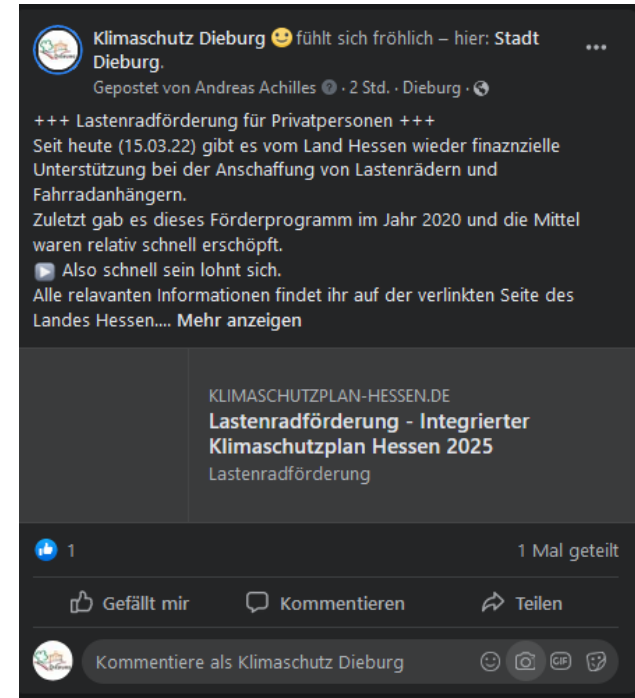 Klimaschutz Dieburg fühlt sich fröhlich – hier: Stadt
Dieburg.
Gepostet von Andreas Achilles · 2 Std. · Dieburg ·
+++ Lastenradförderung für Privatpersonen +++
Seit heute (15.03.22) gibt es vom Land Hessen wieder finaznzielle
Unterstützung bei der Anschaffung von Lastenrädern und
Fahrradanhängern.
Zuletzt gab es dieses Förderprogramm im Jahr 2020 und die Mittel
waren relativ schnell erschöpft.
Also schnell sein lohnt sich.
Alle relavanten Informationen findet ihr auf der verlinkten Seite des
Landes Hessen.... Mehr anzeigen
KLIMASCHUTZPLAN-HESSEN.DE
Lastenradförderung - Integrierter
Klimaschutzplan Hessen 2025
Lastenradförderung
1
1 Mal geteilt
Gefällt mir
Kommentieren
Teilen
Kommentiere als Klimaschutz Dieburg
GIF